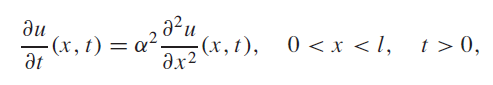 ∂u/∂t (x, t) = α² ∂²u/∂x² (x, t), 0 < x < l, t > 0,